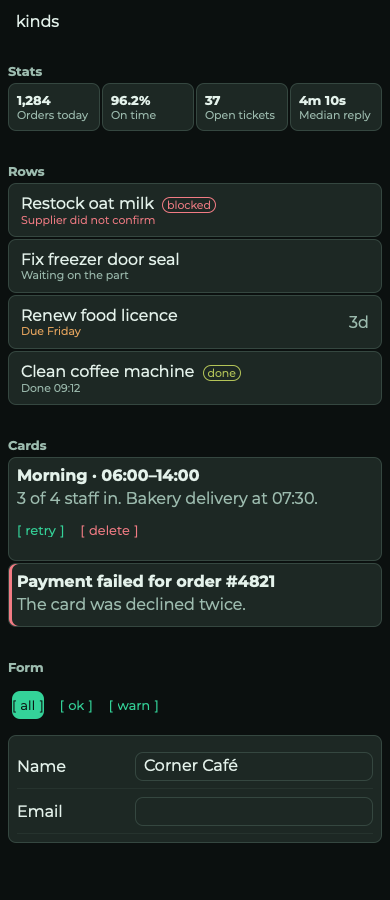 kinds
Stats
1,284 96.2% 37 4m 10s
Orders today On time Open tickets Median reply
Rows
Restock oat milk blocked
Supplier did not confirm
Fix freezer door seal
Waiting on the part
Renew food licence 3d
Due Friday
Clean coffee machine done
Done 09:12
Cards
Morning · 06:00–14:00
3 of 4 staff in. Bakery delivery at 07:30.
[ retry ] [ delete ]
Payment failed for order #4821
The card was declined twice.
Form
[ all ] [ ok ] [ warn ]
Name Corner Café
Email